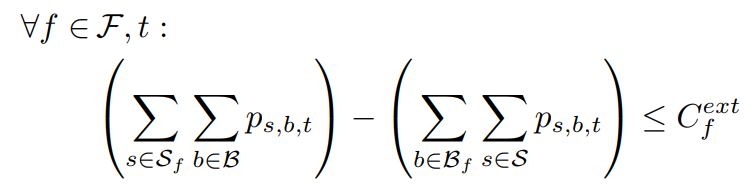 ∀f ∈ 𝓕, t :
(∑_{s∈𝒮_f} ∑_{b∈ℬ} p_{s,b,t}) − (∑_{b∈ℬ_f} ∑_{s∈𝒮} p_{s,b,t}) ≤ C_f^{ext}